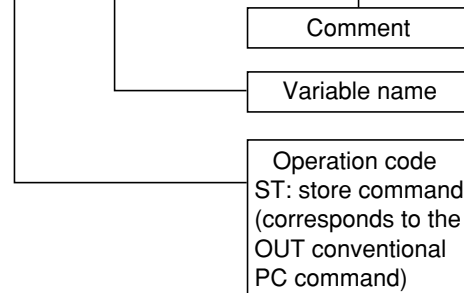 Comment
Variable name
Operation code
ST: store command
(corresponds to the
OUT conventional
PC command)